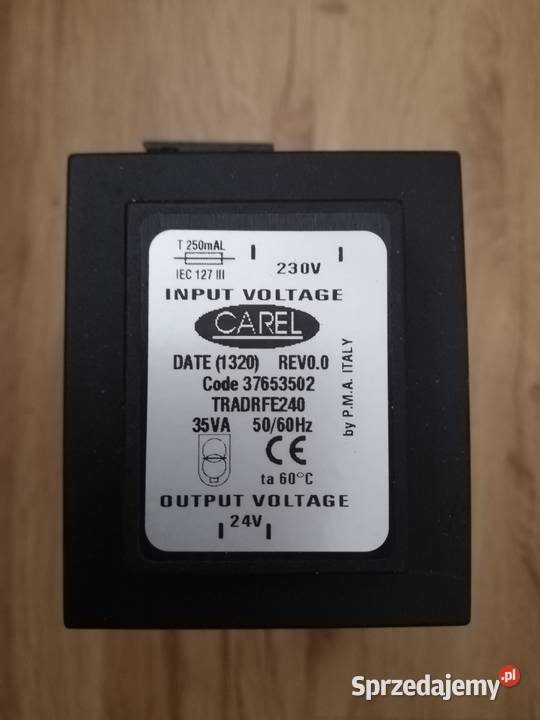 T 250mAL
IEC 127 III
230V
INPUT VOLTAGE
CAREL
DATE (1320) REV0.0
Code 37653502
TRADRFE240
35VA 50/60Hz
CE
ta 60°C
by P.M.A. ITALY
OUTPUT VOLTAGE
24V
Sprzedajemy.pl